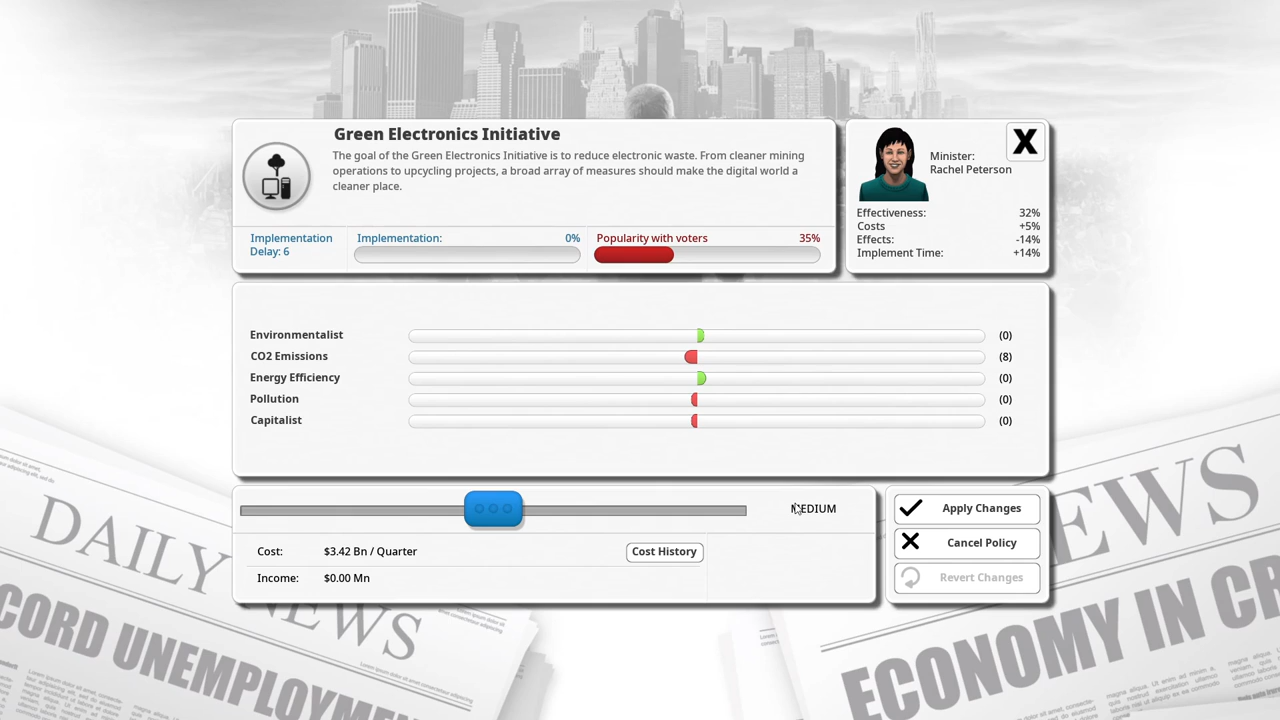 Green Electronics Initiative
The goal of the Green Electronics Initiative is to reduce electronic waste. From cleaner mining
operations to upcycling projects, a broad array of measures should make the digital world a
cleaner place.
Implementation
Delay: 6
Implementation: 0%
Popularity with voters 35%
X
Minister:
Rachel Peterson
Effectiveness: 32%
Costs +5%
Effects: -14%
Implement Time: +14%
Environmentalist (0)
CO2 Emissions (8)
Energy Efficiency (0)
Pollution (0)
Capitalist (0)
MEDIUM
Cost: $3.42 Bn / Quarter
Cost History
Income: $0.00 Mn
Apply Changes
Cancel Policy
Revert Changes
DAILY NEWS
CORD UNEMPLOYME
NEWS
ECONOMY IN CR